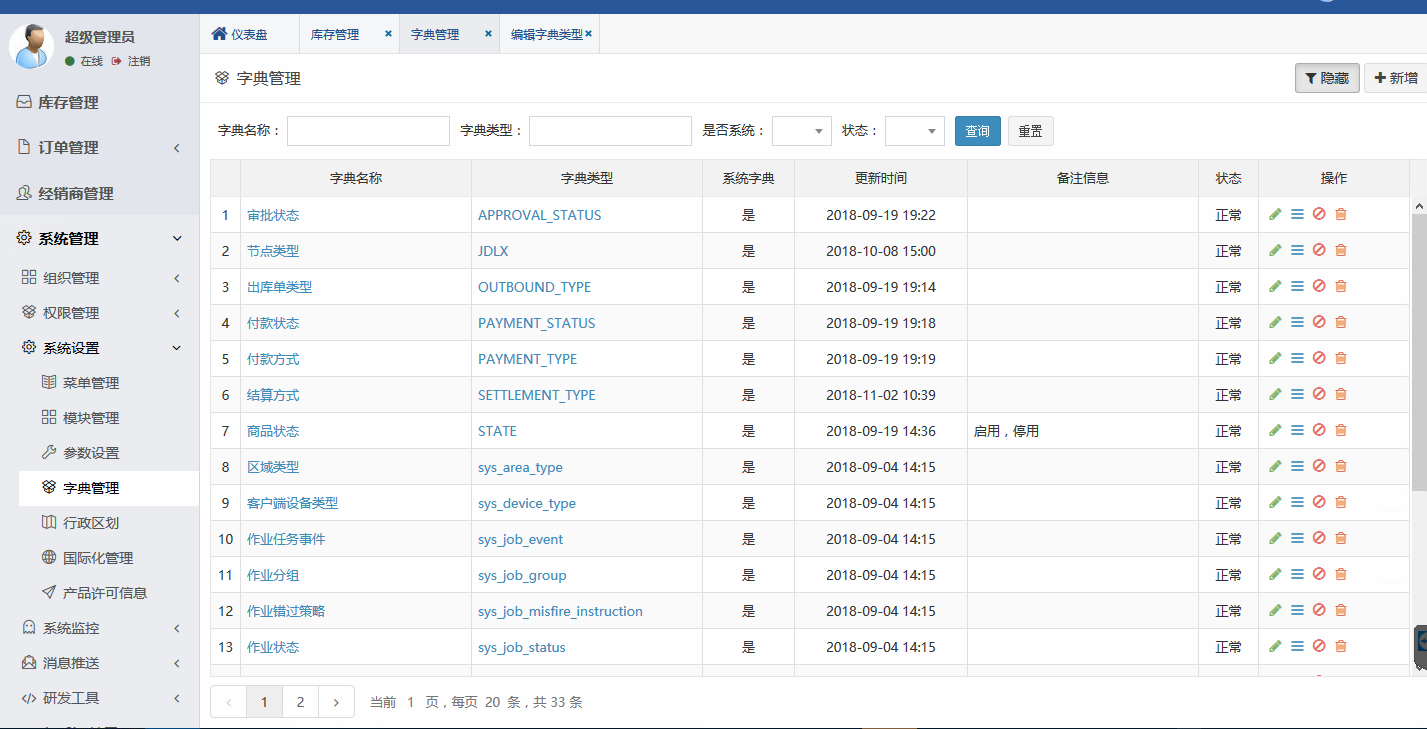 超级管理员
在线 注销
库存管理
订单管理
经销商管理
系统管理
组织管理
权限管理
系统设置
菜单管理
模块管理
参数设置
字典管理
行政区划
国际化管理
产品许可信息
系统监控
消息推送
研发工具
仪表盘 库存管理 × 字典管理 × 编辑字典类型 ×
字典管理 隐藏 新增
字典名称： 字典类型： 是否系统： 状态： 查询 重置
字典名称 字典类型 系统字典 更新时间 备注信息 状态 操作
1 审批状态 APPROVAL_STATUS 是 2018-09-19 19:22 正常
2 节点类型 JDLX 是 2018-10-08 15:00 正常
3 出库单类型 OUTBOUND_TYPE 是 2018-09-19 19:14 正常
4 付款状态 PAYMENT_STATUS 是 2018-09-19 19:18 正常
5 付款方式 PAYMENT_TYPE 是 2018-09-19 19:19 正常
6 结算方式 SETTLEMENT_TYPE 是 2018-11-02 10:39 正常
7 商品状态 STATE 是 2018-09-19 14:36 启用，停用 正常
8 区域类型 sys_area_type 是 2018-09-04 14:15 正常
9 客户端设备类型 sys_device_type 是 2018-09-04 14:15 正常
10 作业任务事件 sys_job_event 是 2018-09-04 14:15 正常
11 作业分组 sys_job_group 是 2018-09-04 14:15 正常
12 作业错过策略 sys_job_misfire_instruction 是 2018-09-04 14:15 正常
13 作业状态 sys_job_status 是 2018-09-04 14:15 正常
‹ 1 2 › 当前 1 页，每页 20 条，共 33 条